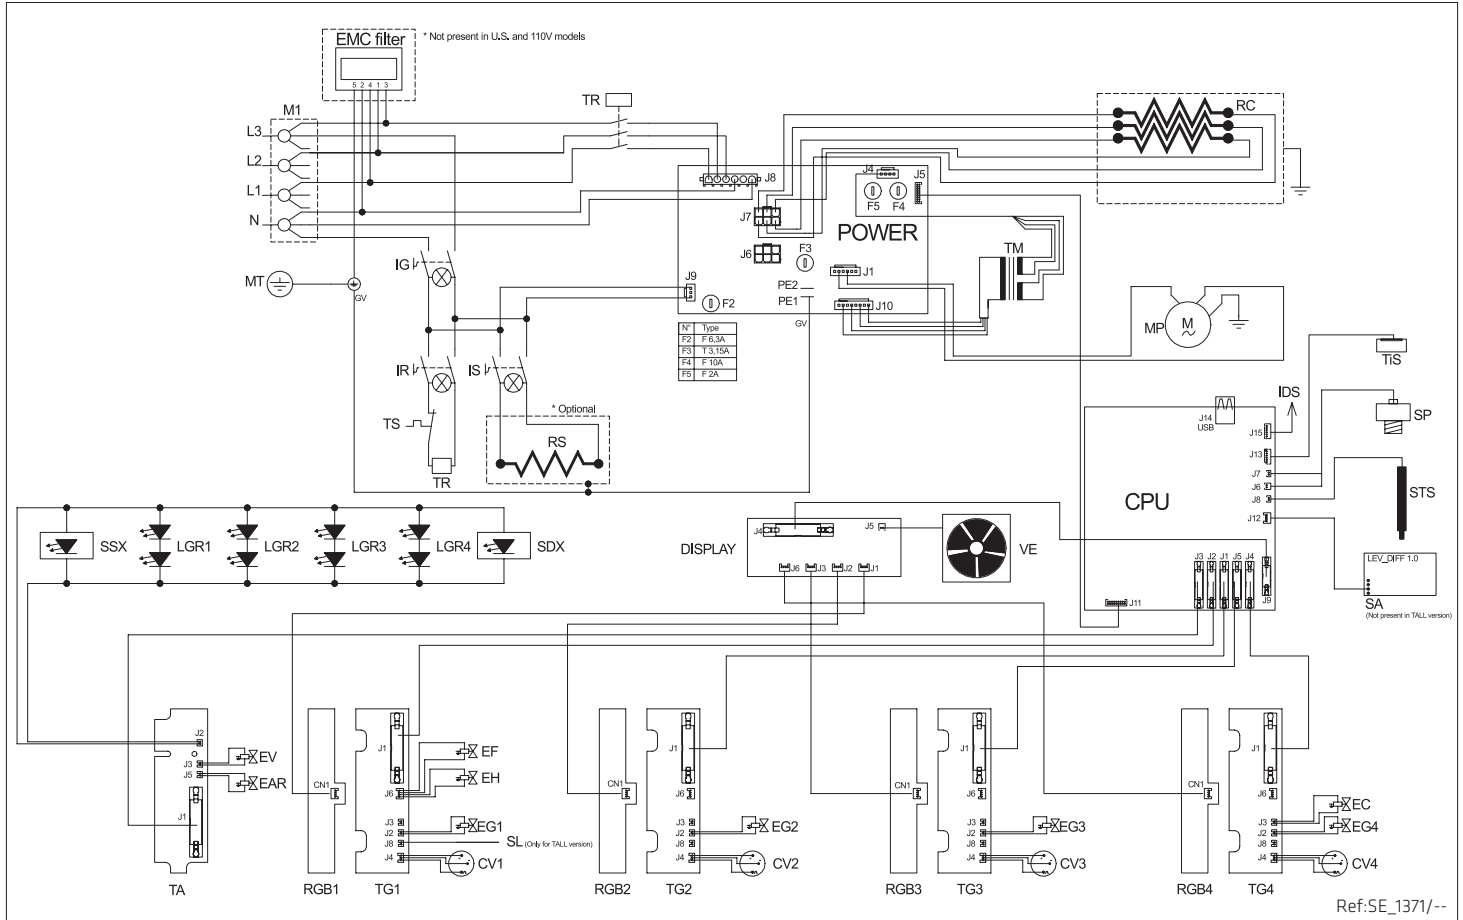 EMC filter
* Not present in U.S. and 110V models
5 2 4 1 3
M1
L3
L2
L1
N
MT
GV
TR
RC
J8
J4
J5
F5
F4
J7
POWER
J6
F3
J1
PE2
PE1
J10
GV
J9
F2
TM
N° Type
F2 F 6,3A
F3 T 3,15A
F4 F 10A
F5 F 2A
IG
IR
IS
TS
TR
* Optional
RS
MP
M
TiS
IDS
SP
STS
LEV_DIFF 1.0
SA
(Not present in TALL version)
CPU
J14
USB
J15
J13
J7
J6
J8
J12
J3
J2
J1
J5
J4
J9
J11
SSX
LGR1
LGR2
LGR3
LGR4
SDX
DISPLAY
J4
J5
J6
J3
J2
J1
VE
J2
J3
J5
J1
EV
EAR
TA
CN1
RGB1
J1
J6
J3
J2
J8
J4
EF
EH
EG1
SL (Only for TALL version)
CV1
TG1
CN1
RGB2
J1
J6
J3
J2
J8
J4
EG2
CV2
TG2
CN1
RGB3
J1
J6
J3
J2
J8
J4
EG3
CV3
TG3
CN1
RGB4
J1
J6
J3
J2
J8
J4
EC
EG4
CV4
TG4
Ref:SE_1371/--